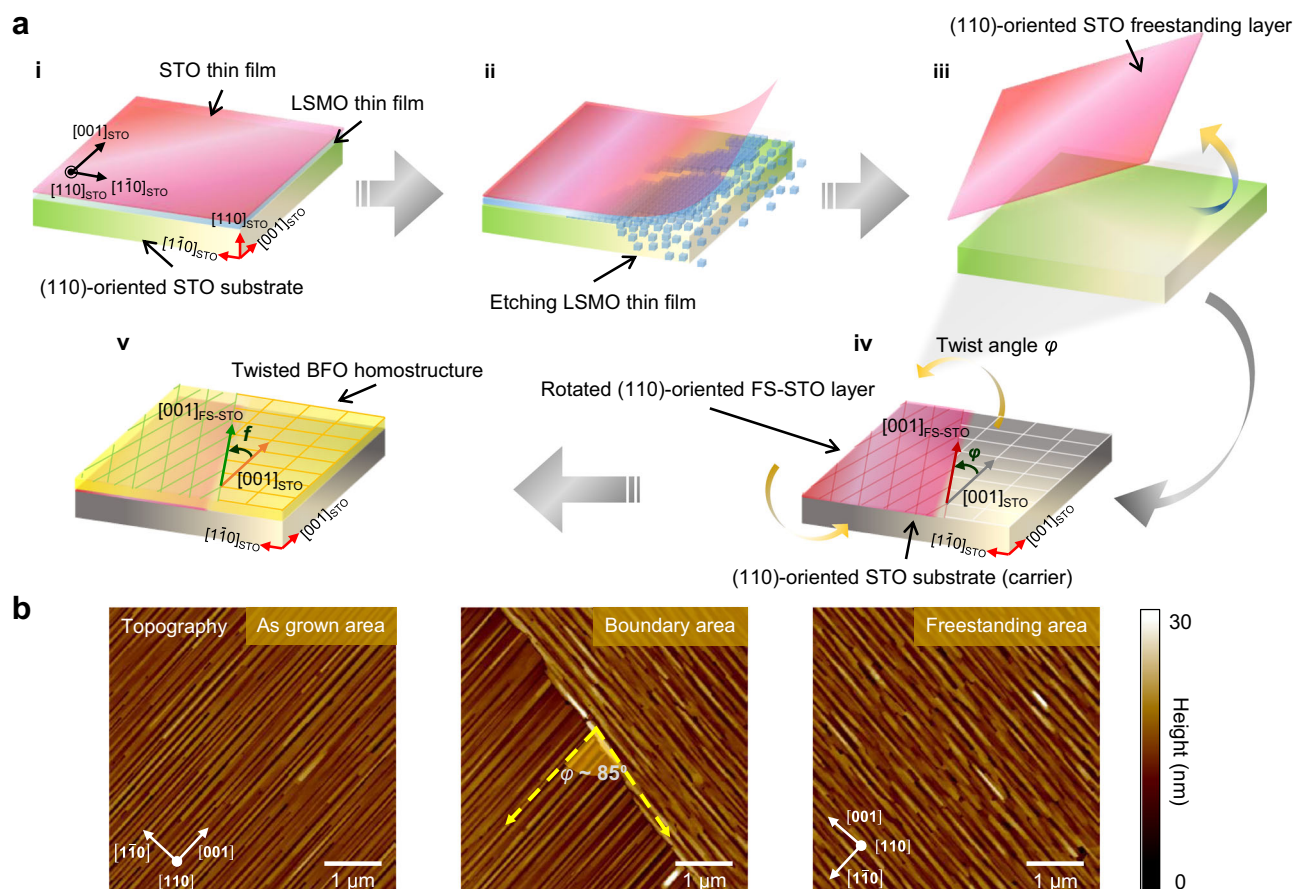 a
i
STO thin film
LSMO thin film
[001]STO
[110]STO
[11̄0]STO
[110]STO
[001]STO
[11̄0]STO
(110)-oriented STO substrate
ii
Etching LSMO thin film
(110)-oriented STO freestanding layer
iii
iv
Twist angle φ
Rotated (110)-oriented FS-STO layer
[001]FS-STO
φ
[001]STO
[11̄0]STO
[001]STO
(110)-oriented STO substrate (carrier)
v
Twisted BFO homostructure
[001]FS-STO
f
[001]STO
[11̄0]STO
[001]STO
b
Topography
As grown area
[11̄0]
[001]
[110]
1 µm
Boundary area
φ ~ 85°
1 µm
Freestanding area
[001]
[110]
[11̄0]
1 µm
30
Height (nm)
0